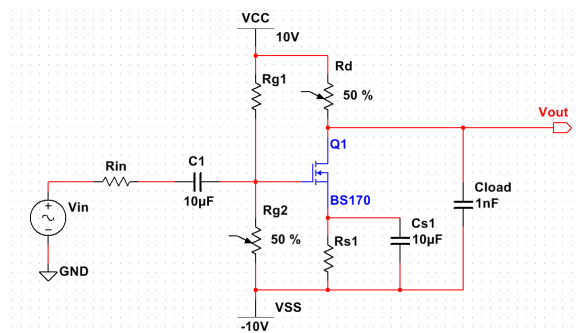 VCC
10V
Rd
Rg1
50 %
Vout
Q1
C1
Rin
BS170
Cload
1nF
10µF
Vin
Rg2
Cs1
10µF
50 %
Rs1
GND
VSS
-10V